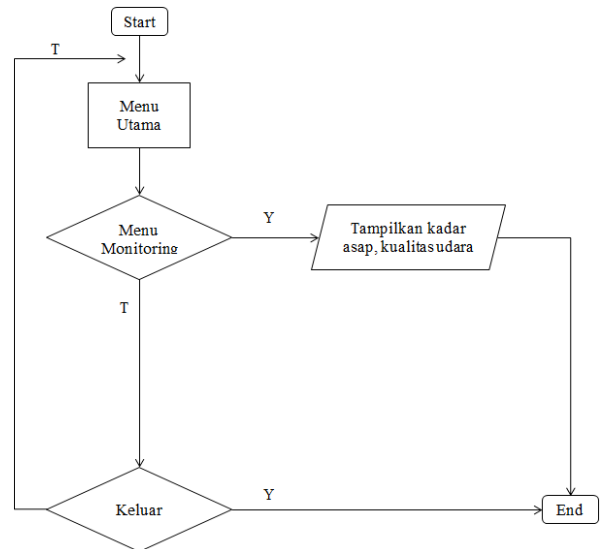 Start
T
Menu
Utama
Menu
Monitoring
Y
Tampilkan kadar
asap, kualitas udara
T
Keluar
Y
End